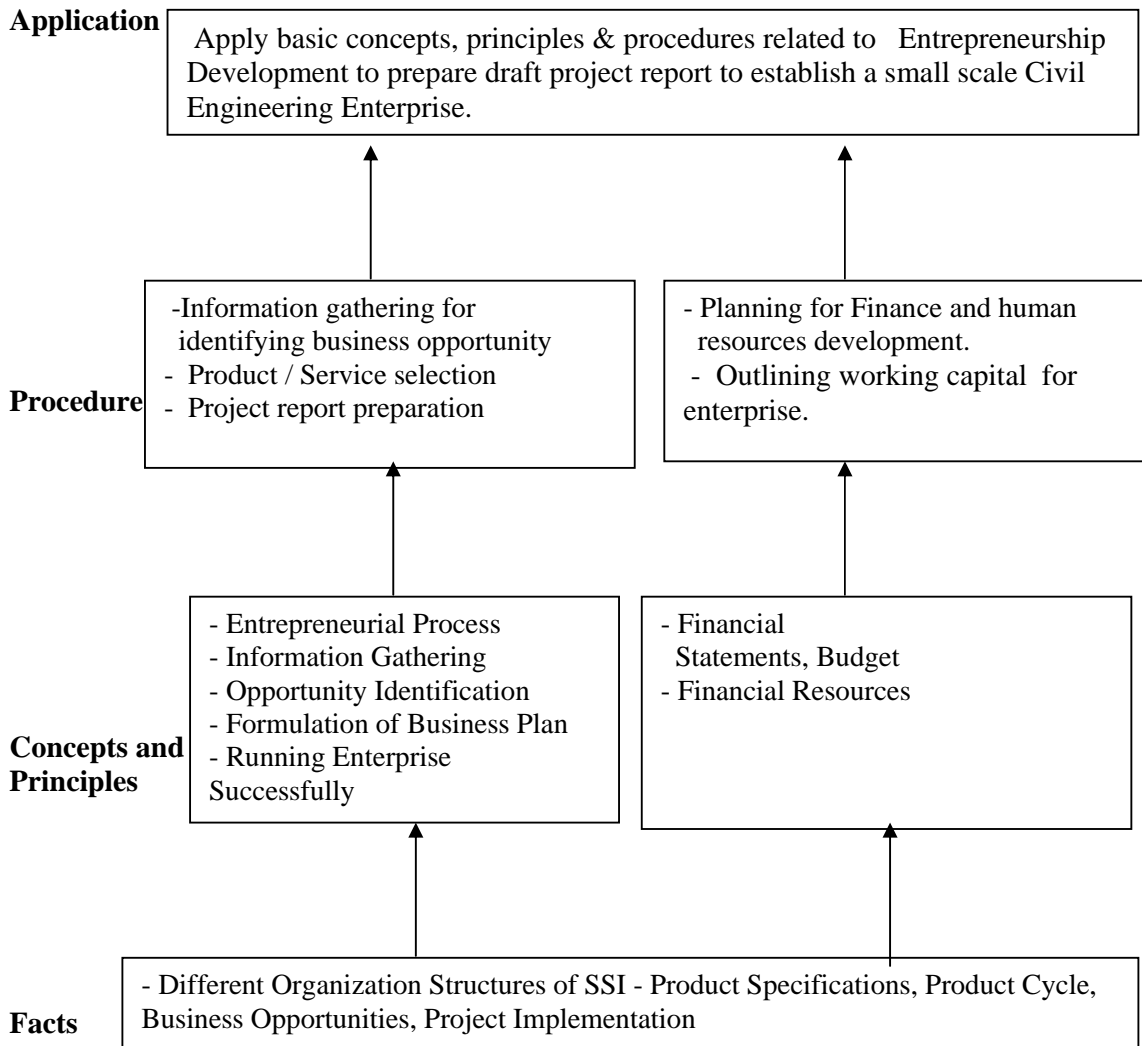 Application
Apply basic concepts, principles & procedures related to Entrepreneurship
Development to prepare draft project report to establish a small scale Civil
Engineering Enterprise.
Procedure
-Information gathering for
identifying business opportunity
- Product / Service selection
- Project report preparation
- Planning for Finance and human
resources development.
- Outlining working capital for
enterprise.
Concepts and
Principles
- Entrepreneurial Process
- Information Gathering
- Opportunity Identification
- Formulation of Business Plan
- Running Enterprise
Successfully
- Financial
Statements, Budget
- Financial Resources
Facts
- Different Organization Structures of SSI - Product Specifications, Product Cycle,
Business Opportunities, Project Implementation